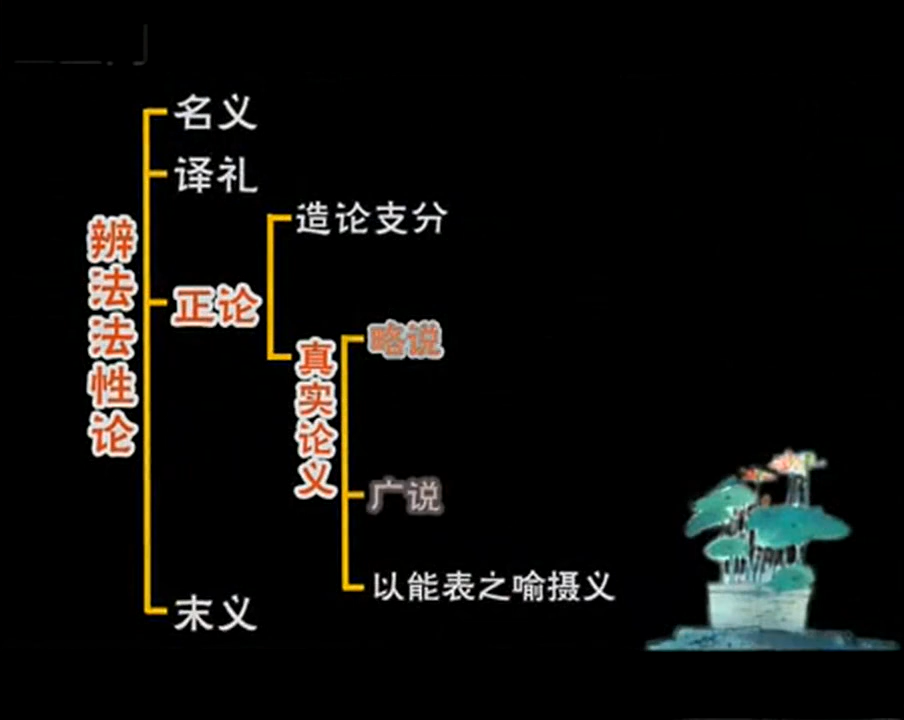 辨法法性论
名义
译礼
正论
造论支分
真实论义
略说
广说
以能表之喻摄义
末义